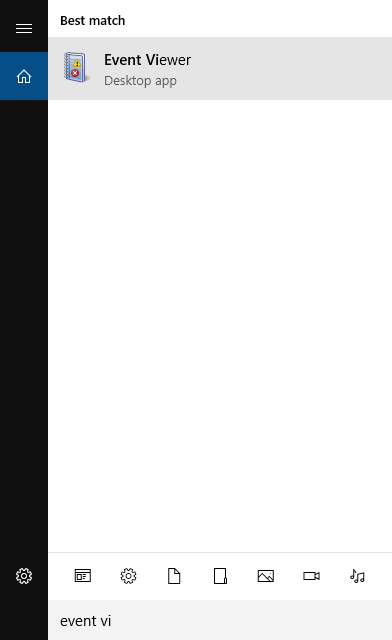 Best match
Event Viewer
Desktop app
event vi